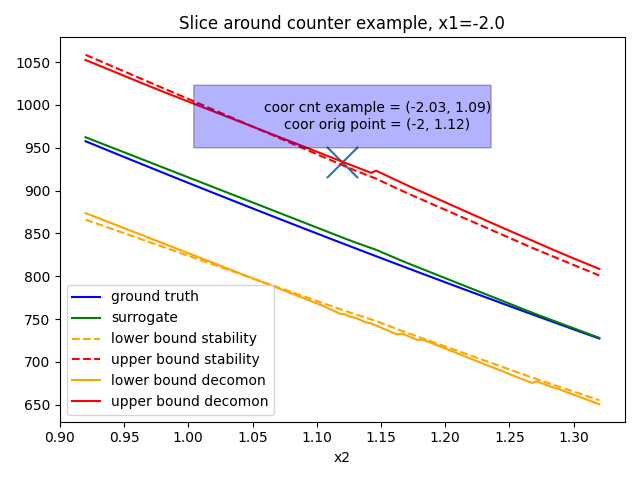 Slice around counter example, x1=-2.0
1050
1000
950
900
850
800
750
700
650
coor cnt example = (-2.03, 1.09)
coor orig point = (-2, 1.12)
ground truth
surrogate
lower bound stability
upper bound stability
lower bound decomon
upper bound decomon
0.90 0.95 1.00 1.05 1.10 1.15 1.20 1.25 1.30
x2